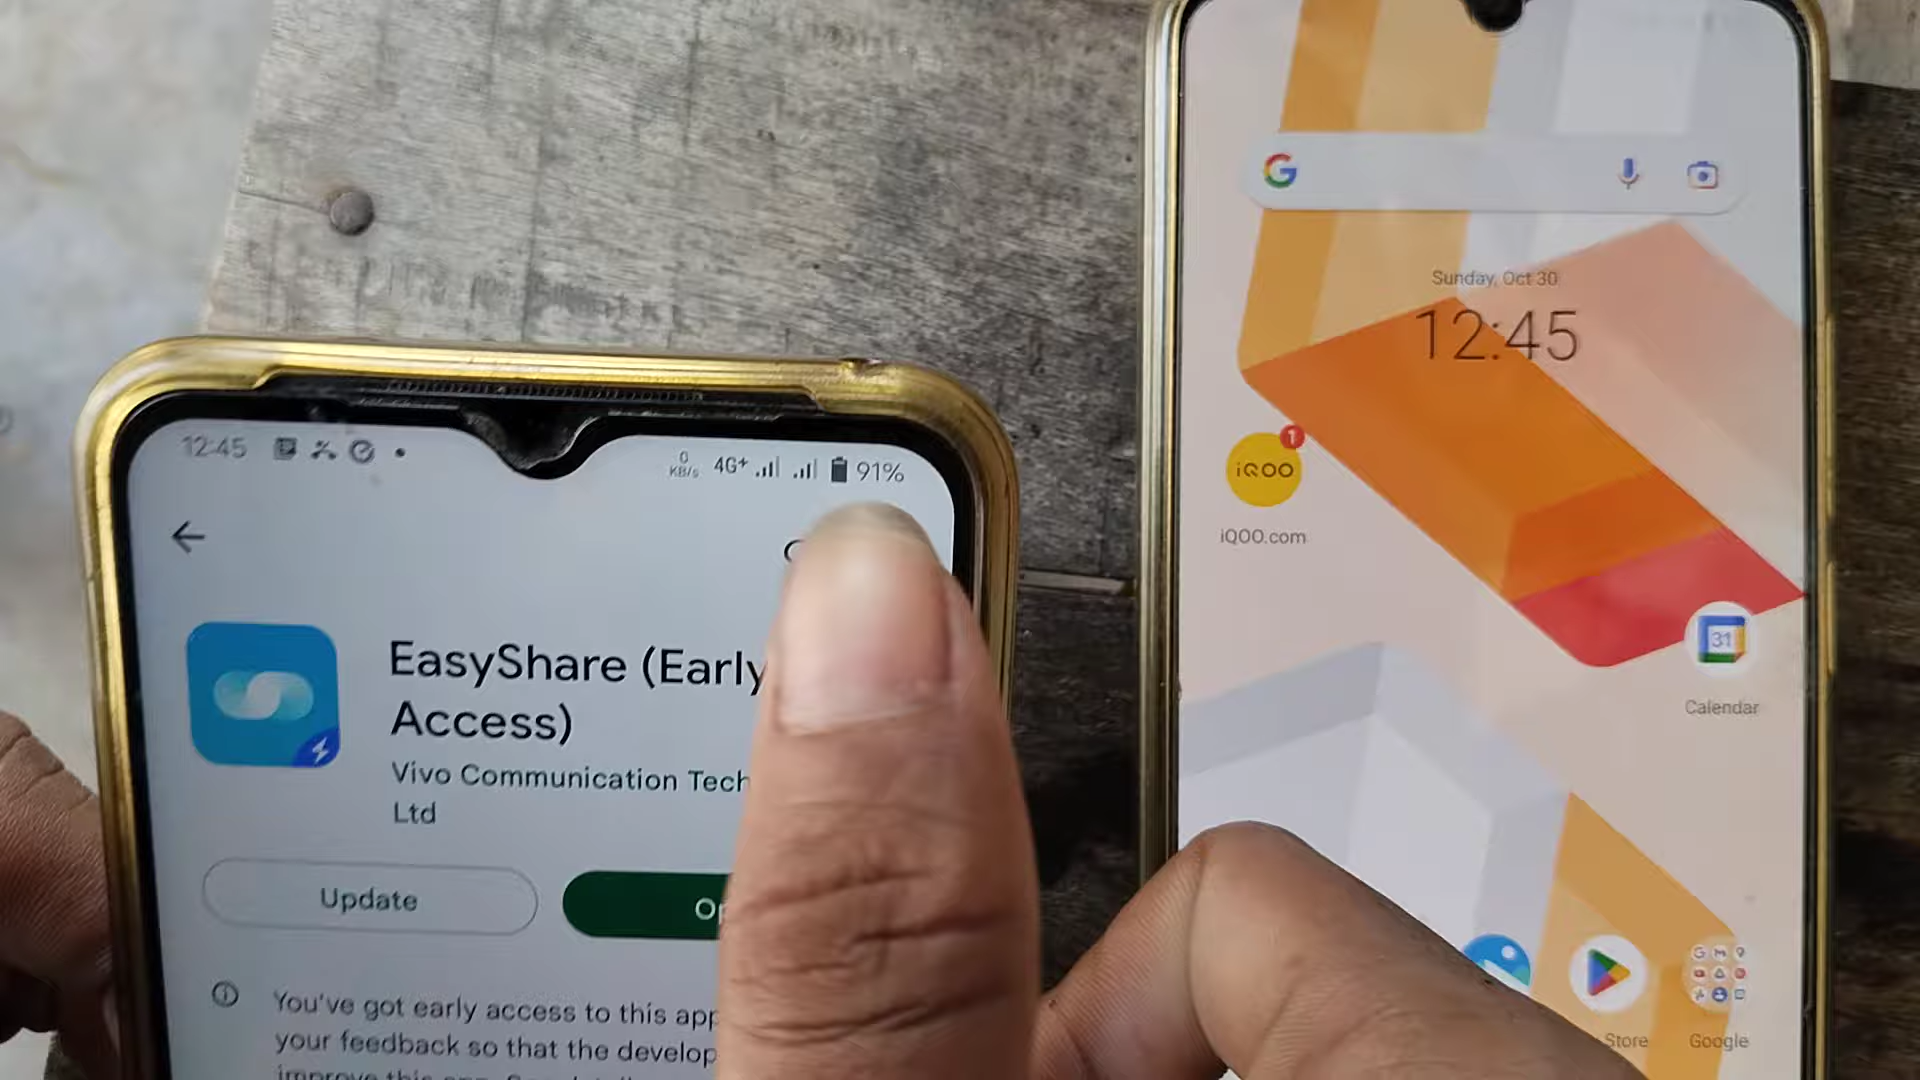 12:45
0
KB/s
4G+
91%
EasyShare (Early
Access)
Vivo Communication Tech
Ltd
Update
Op
You've got early access to this app
your feedback so that the develop
improve this app.
G
Sunday, Oct 30
12:45
1
iQOO
iQOO.com
31
Calendar
Store
Google